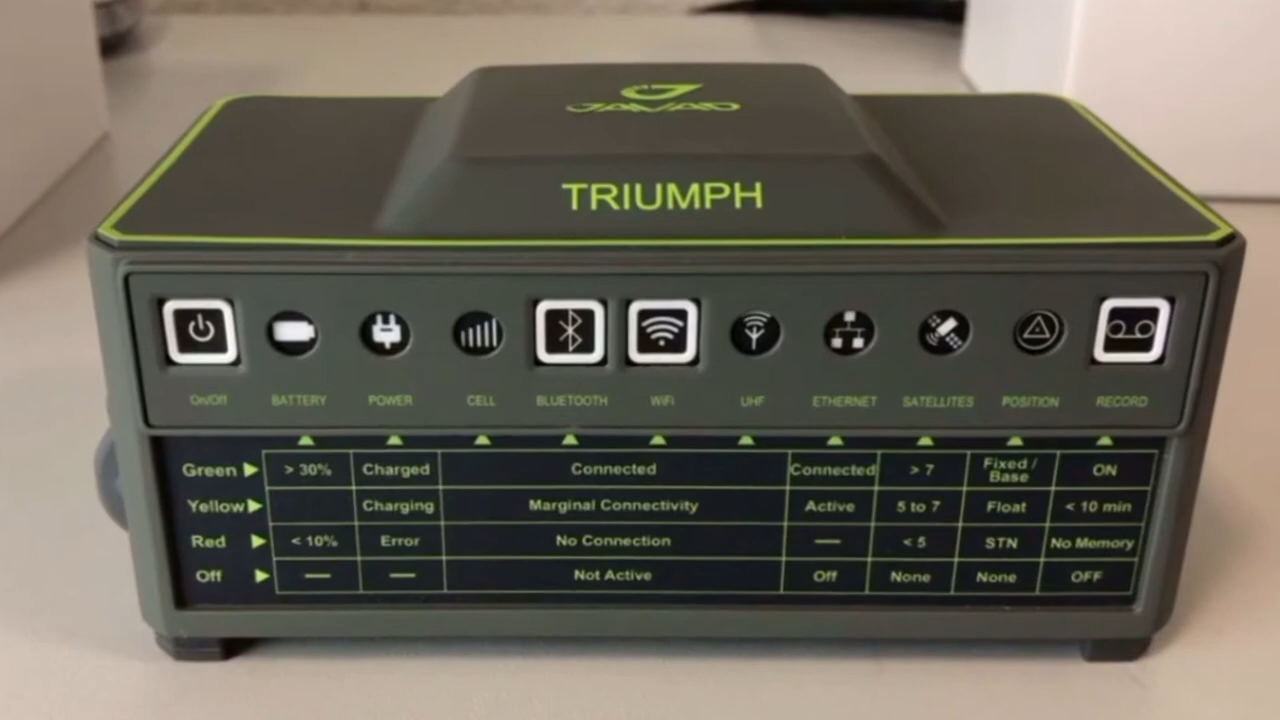 JAVAD
TRIUMPH
On/Off BATTERY POWER CELL BLUETOOTH WiFi UHF ETHERNET SATELLITES POSITION RECORD
Green > 30% Charged Connected Connected > 7 Fixed / Base ON
Yellow Charging Marginal Connectivity Active 5 to 7 Float < 10 min
Red < 10% Error No Connection — < 5 STN No Memory
Off — — Not Active Off None None OFF